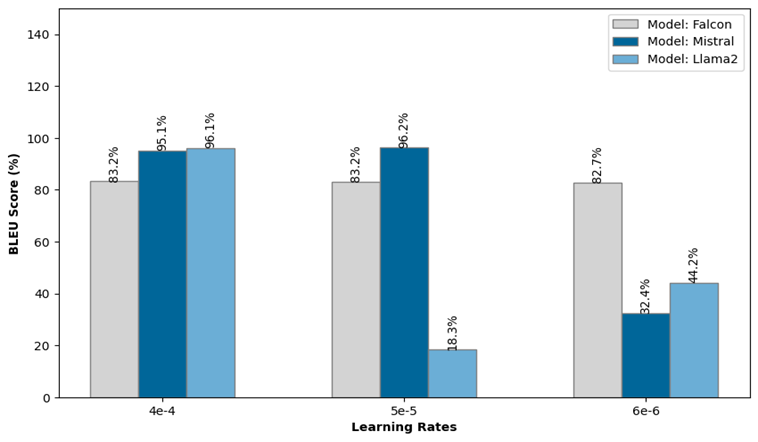 140
120
100
80
60
40
20
0
BLEU Score (%)
83.2%
95.1%
96.1%
83.2%
96.2%
18.3%
82.7%
32.4%
44.2%
Model: Falcon
Model: Mistral
Model: Llama2
4e-4
5e-5
6e-6
Learning Rates